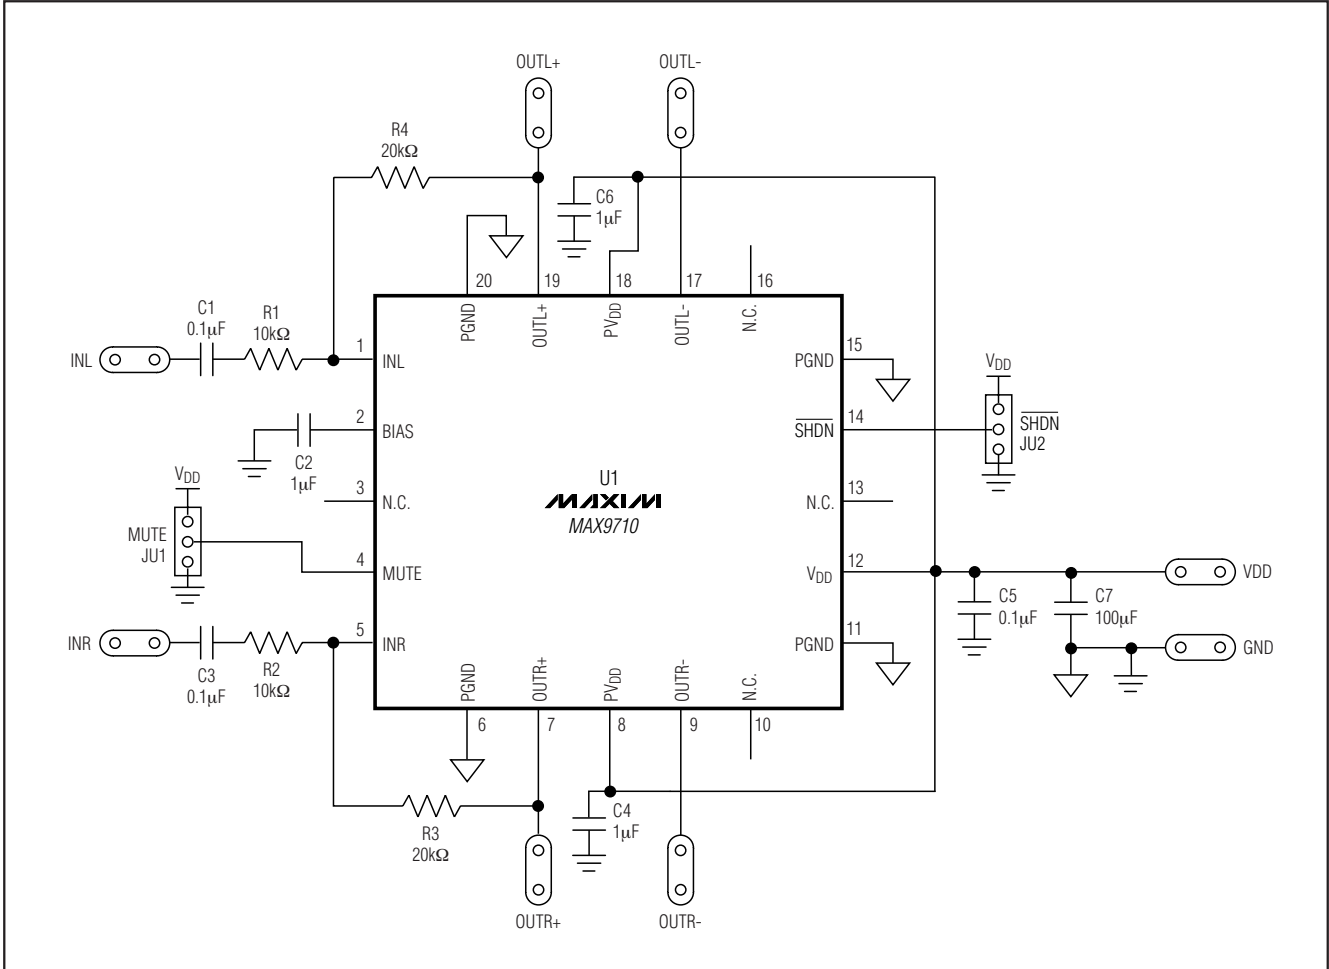 OUTL+
OUTL-
R4
20kΩ
C6
1µF
20
19
18
17
16
PGND
OUTL+
PVDD
OUTL-
N.C.
C1
0.1µF
R1
10kΩ
INL
1
INL
15
PGND
VDD
2
BIAS
14
SHDN
SHDN
JU2
C2
1µF
U1
MAXIM
MAX9710
3
N.C.
13
N.C.
VDD
MUTE
JU1
4
MUTE
12
VDD
VDD
C5
0.1µF
C7
100µF
INR
5
INR
11
PGND
GND
C3
0.1µF
R2
10kΩ
PGND
OUTR+
PVDD
OUTR-
N.C.
6
7
8
9
10
R3
20kΩ
C4
1µF
OUTR+
OUTR-